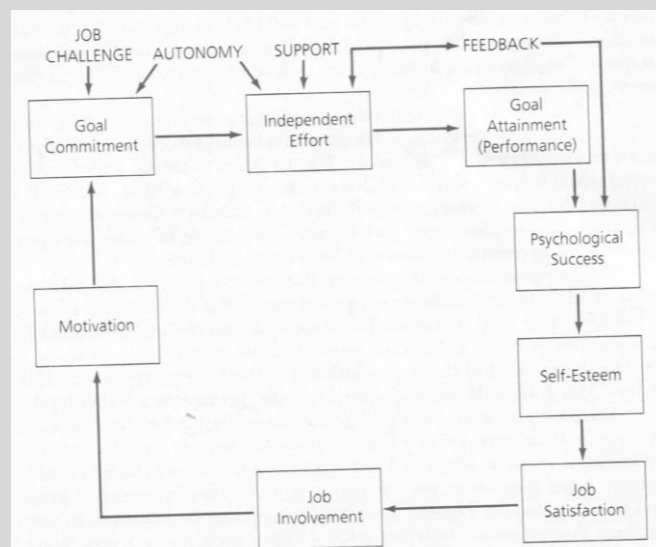 JOB
CHALLENGE
AUTONOMY
SUPPORT
FEEDBACK
Goal
Commitment
Independent
Effort
Goal
Attainment
(Performance)
Psychological
Success
Motivation
Self-Esteem
Job
Involvement
Job
Satisfaction